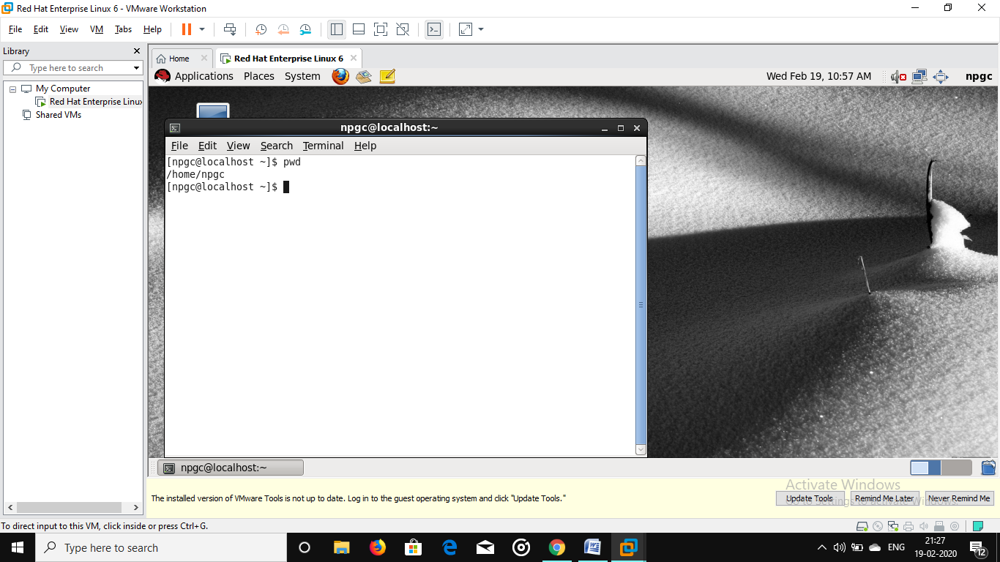 Red Hat Enterprise Linux 6 - VMware Workstation
File Edit View VM Tabs Help
Library
Type here to search
My Computer
Red Hat Enterprise Linux
Shared VMs
Home
Red Hat Enterprise Linux 6
Applications Places System
Wed Feb 19, 10:57 AM
npgc
npgc@localhost:~
File Edit View Search Terminal Help
[npgc@localhost ~]$ pwd
/home/npgc
[npgc@localhost ~]$
npgc@localhost:~
Activate Windows
Go to Settings to activate Windows.
The installed version of VMware Tools is not up to date. Log in to the guest operating system and click "Update Tools."
Update Tools
Remind Me Later
Never Remind Me
To direct input to this VM, click inside or press Ctrl+G.
Type here to search
ENG
21:27
19-02-2020
12